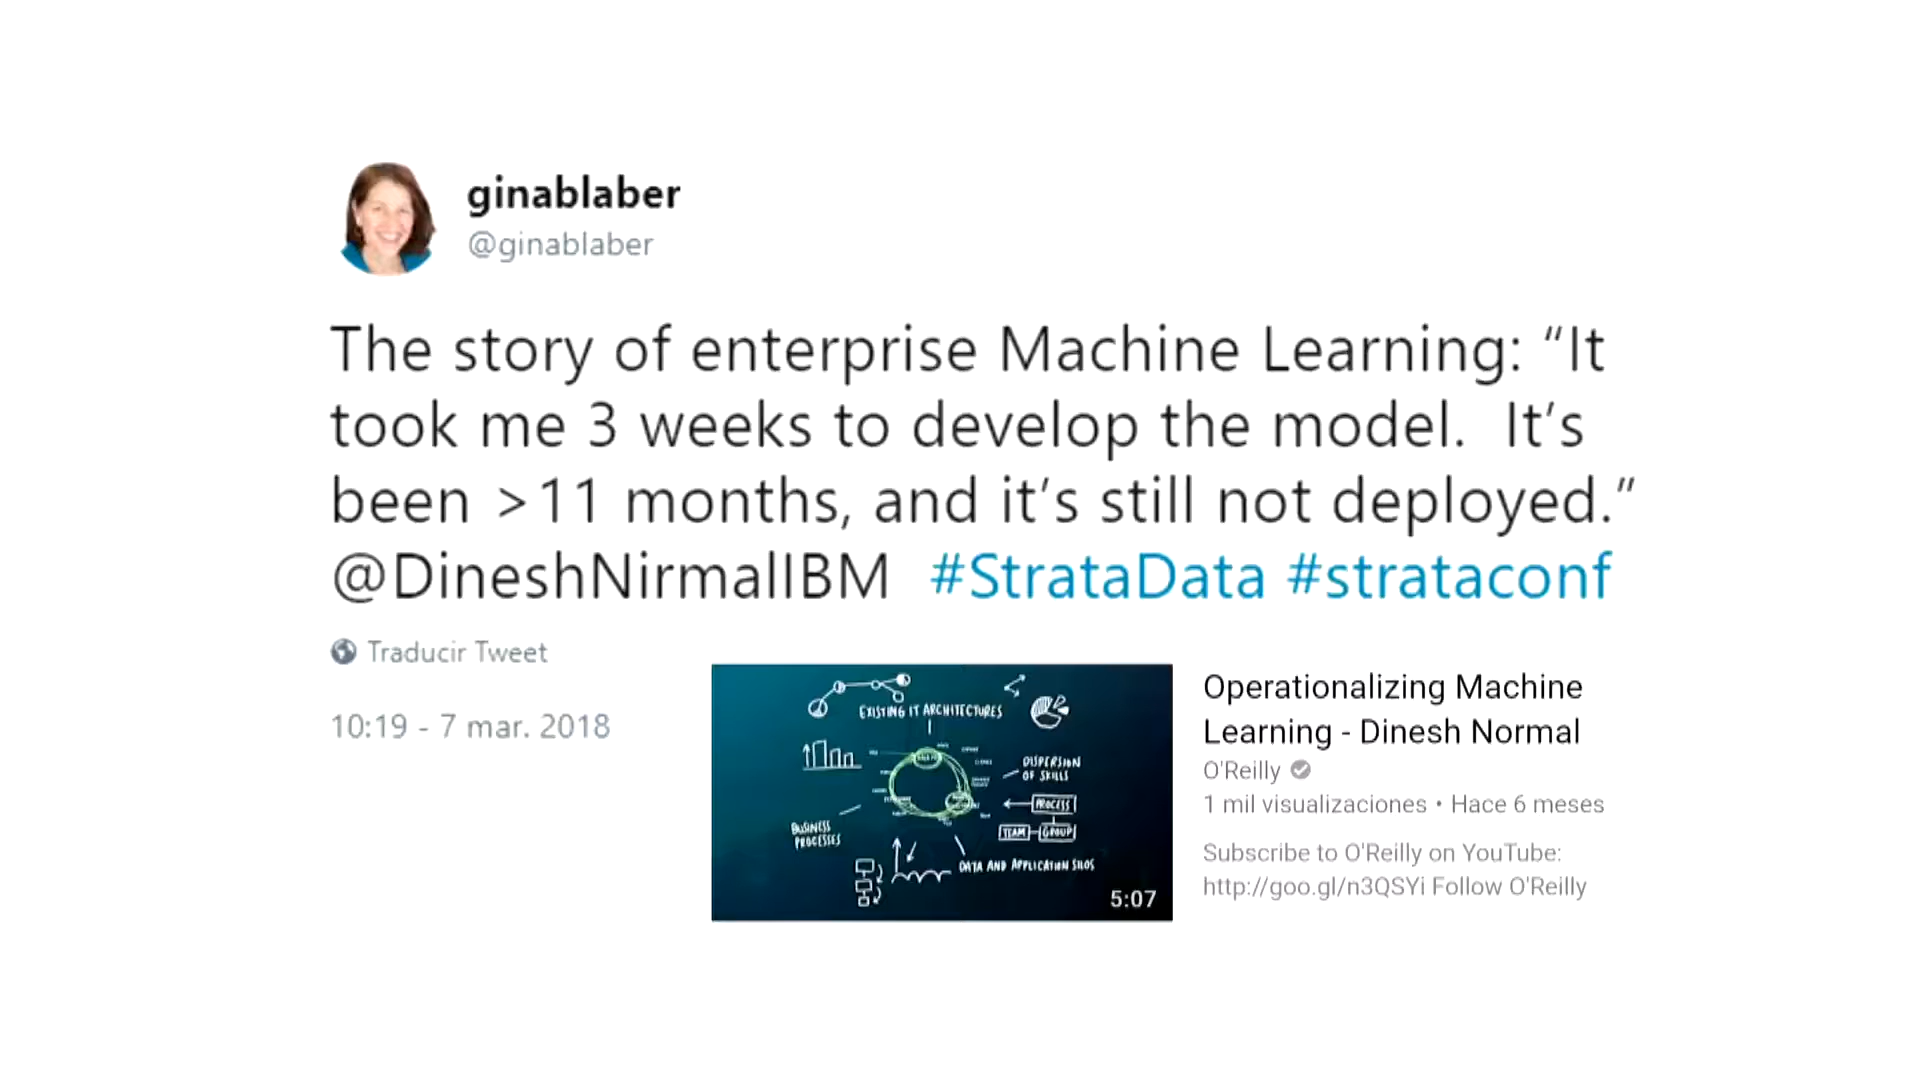 ginablaber
@ginablaber
The story of enterprise Machine Learning: “It
took me 3 weeks to develop the model.  It’s
been >11 months, and it’s still not deployed.”
@DineshNirmalIBM  #StrataData #strataconf
Traducir Tweet
10:19 - 7 mar. 2018
EXISTING IT ARCHITECTURES
DISPERSION
OF SKILLS
PROCESS
TEAM GROUP
BUSINESS
PROCESSES
DATA AND APPLICATION SILOS
5:07
Operationalizing Machine
Learning - Dinesh Normal
O'Reilly
1 mil visualizaciones • Hace 6 meses
Subscribe to O'Reilly on YouTube:
http://goo.gl/n3QSYi Follow O'Reilly